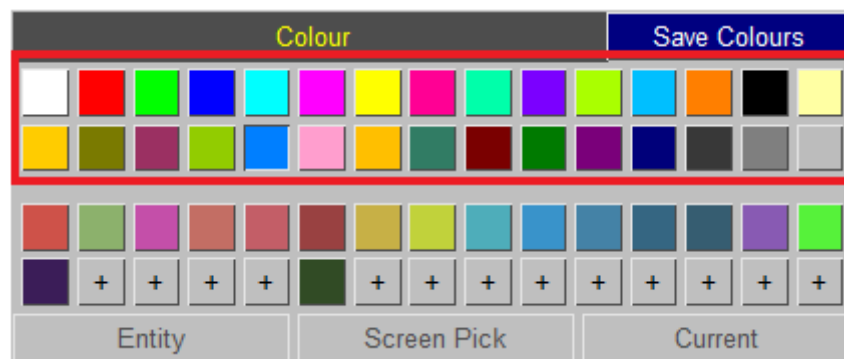 Colour Save Colours
+ + + + + + + + + + + + +
Entity Screen Pick Current